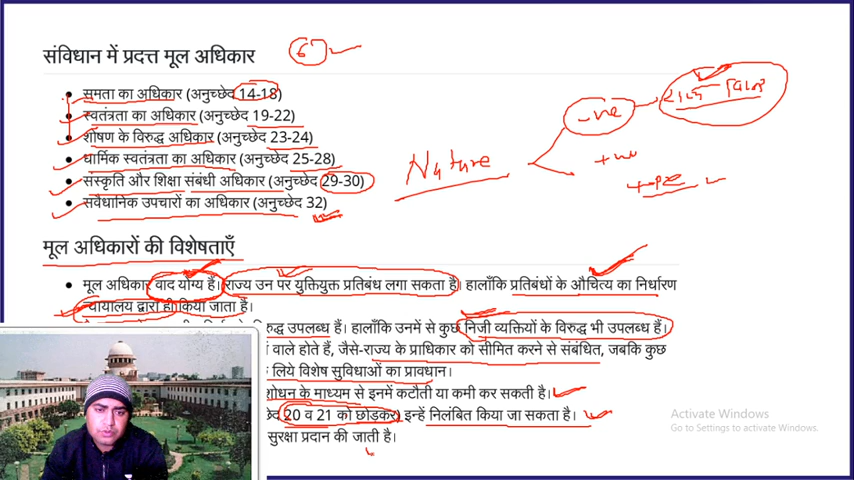 संविधान में प्रदत्त मूल अधिकार 6
समता का अधिकार (अनुच्छेद 14-18)
स्वतंत्रता का अधिकार (अनुच्छेद 19-22)
शोषण के विरुद्ध अधिकार (अनुच्छेद 23-24)
धार्मिक स्वतंत्रता का अधिकार (अनुच्छेद 25-28)
संस्कृति और शिक्षा संबंधी अधिकार (अनुच्छेद 29-30)
सवैधानिक उपचारों का अधिकार (अनुच्छेद 32)
Nature
-ve
+ve
मूल अधिकारों की विशेषताएँ
मूल अधिकार वाद योग्य हैं। राज्य उन पर युक्तियुक्त प्रतिबंध लगा सकता है। हालाँकि प्रतिबंधों के औचित्य का निर्धारण
न्यायालय द्वारा ही किया जाता है।
रुद्ध उपलब्ध हैं। हालाँकि उनमें से कुछ निजी व्यक्तियों के विरुद्ध भी उपलब्ध हैं।
वाले होते हैं, जैसे-राज्य के प्राधिकार को सीमित करने से संबंधित, जबकि कुछ
लिये विशेष सुविधाओं का प्रावधान।
शोधन के माध्यम से इनमें कटौती या कमी कर सकती है।
20 व 21 को छोड़कर) इन्हें निलंबित किया जा सकता है।
सुरक्षा प्रदान की जाती है।
Activate Windows
Go to Settings to activate Windows.